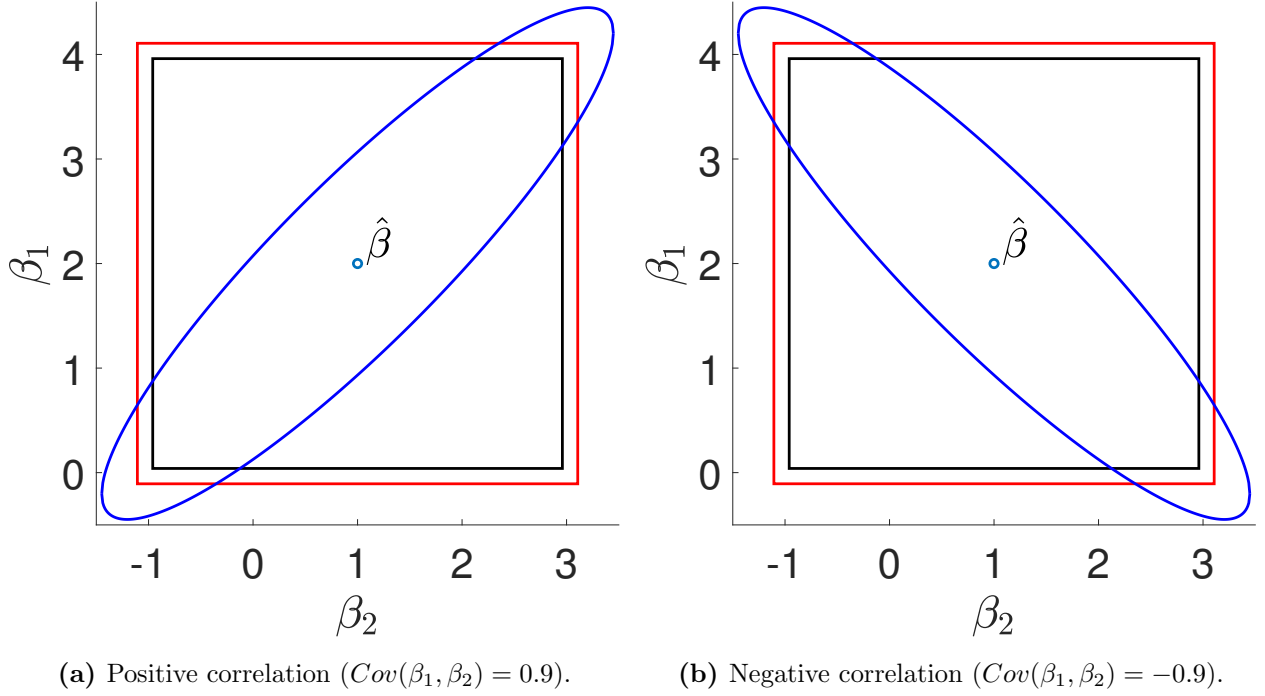 4
3
2
1
0
β₁
β̂
-1 0 1 2 3
β₂
(a) Positive correlation (Cov(β₁, β₂) = 0.9).
4
3
2
1
0
β₁
β̂
-1 0 1 2 3
β₂
(b) Negative correlation (Cov(β₁, β₂) = −0.9).